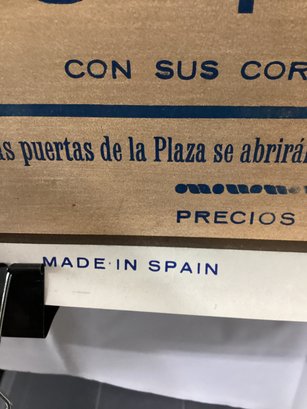 CON SUS COR
as puertas de la Plaza se abrirán
PRECIOS
MADE IN SPAIN